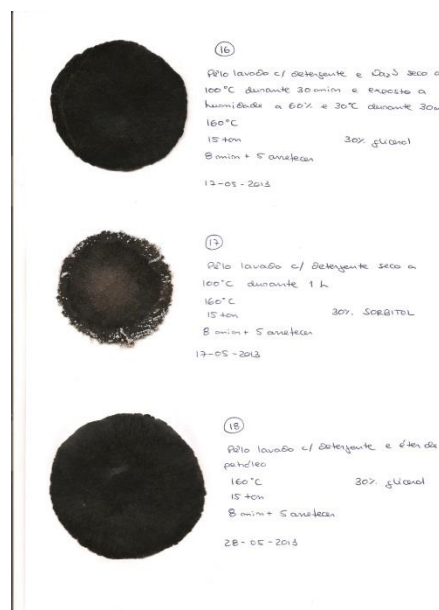 16
Pêlo lavado c/ detergente e Na2S seco a
100°C durante 30 min e exposto a
humidade a 60% e 30°C durante 30
160°C
15 ton 30% glicerol
8 min + 5 arrefecer
17-05-2013
17
Pêlo lavado c/ detergente seco a
100°C durante 1 h
160°C
15 ton 30% SORBITOL
8 min + 5 arrefecer
17-05-2013
18
Pêlo lavado c/ detergente e éter de
petróleo
160°C 30% glicerol
15 ton
8 min + 5 arrefecer
28-05-2013